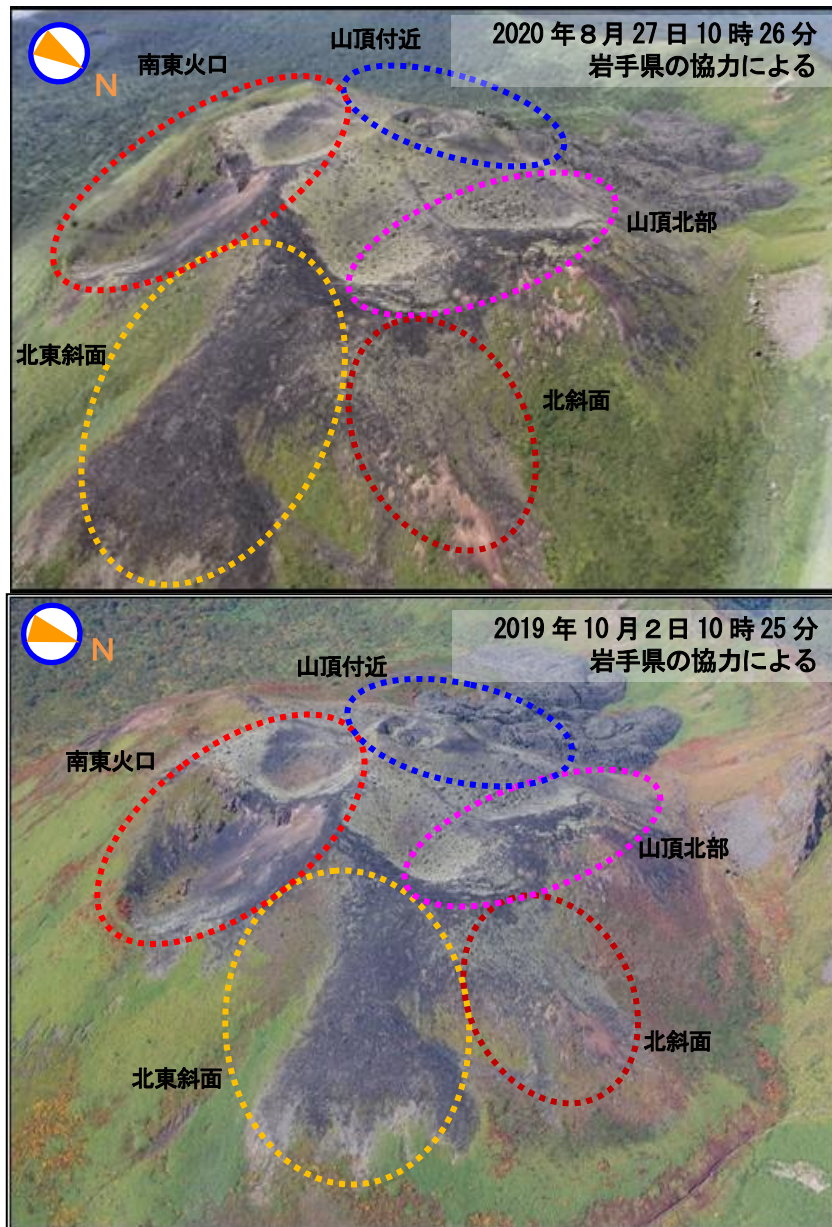 2020年8月27日10時26分
岩手県の協力による
N
山頂付近
南東火口
山頂北部
北東斜面
北斜面
2019年10月2日10時25分
岩手県の協力による
N
山頂付近
南東火口
山頂北部
北斜面
北東斜面